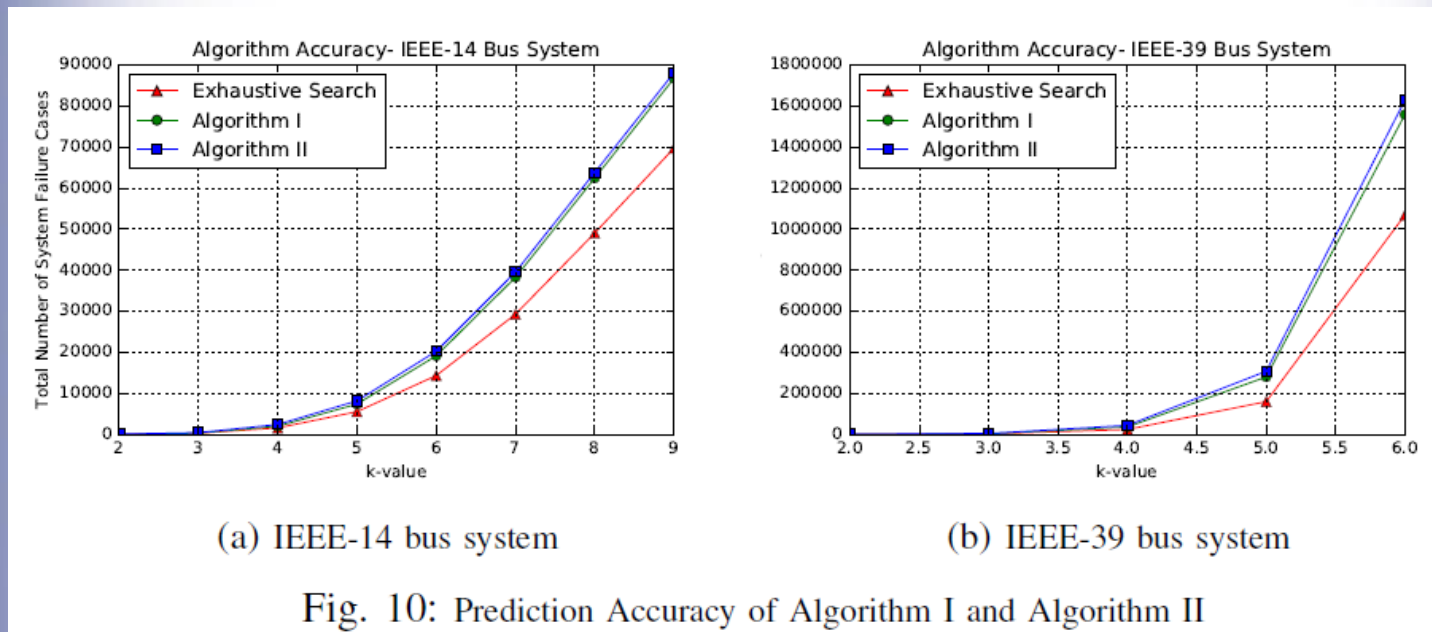 Algorithm Accuracy- IEEE-14 Bus System
90000
80000
70000
60000
50000
40000
30000
20000
10000
0
Total Number of System Failure Cases
Exhaustive Search
Algorithm I
Algorithm II
2 3 4 5 6 7 8 9
k-value
(a) IEEE-14 bus system
Algorithm Accuracy- IEEE-39 Bus System
1800000
1600000
1400000
1200000
1000000
800000
600000
400000
200000
0
Exhaustive Search
Algorithm I
Algorithm II
2.0 2.5 3.0 3.5 4.0 4.5 5.0 5.5 6.0
k-value
(b) IEEE-39 bus system
Fig. 10: Prediction Accuracy of Algorithm I and Algorithm II